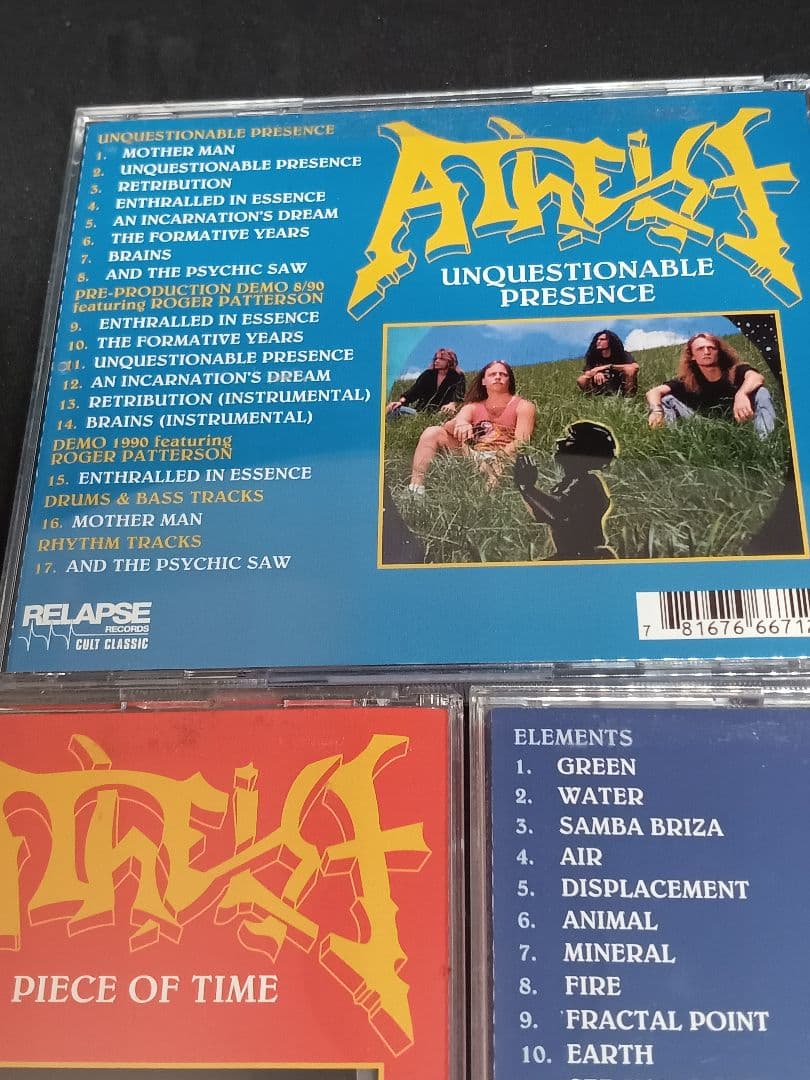 UNQUESTIONABLE PRESENCE
1. MOTHER MAN
2. UNQUESTIONABLE PRESENCE
3. RETRIBUTION
4. ENTHRALLED IN ESSENCE
5. AN INCARNATION'S DREAM
6. THE FORMATIVE YEARS
7. BRAINS
8. AND THE PSYCHIC SAW
PRE-PRODUCTION DEMO 8/90
featuring ROGER PATTERSON
9. ENTHRALLED IN ESSENCE
10. THE FORMATIVE YEARS
11. UNQUESTIONABLE PRESENCE
12. AN INCARNATION'S DREAM
13. RETRIBUTION (INSTRUMENTAL)
14. BRAINS (INSTRUMENTAL)
DEMO 1990 featuring
ROGER PATTERSON
15. ENTHRALLED IN ESSENCE
DRUMS & BASS TRACKS
16. MOTHER MAN
RHYTHM TRACKS
17. AND THE PSYCHIC SAW
RELAPSE
RECORDS
CULT CLASSIC
ATHEIST
UNQUESTIONABLE
PRESENCE
7 81676 66712
ATHEIST
PIECE OF TIME
ELEMENTS
1. GREEN
2. WATER
3. SAMBA BRIZA
4. AIR
5. DISPLACEMENT
6. ANIMAL
7. MINERAL
8. FIRE
9. FRACTAL POINT
10. EARTH